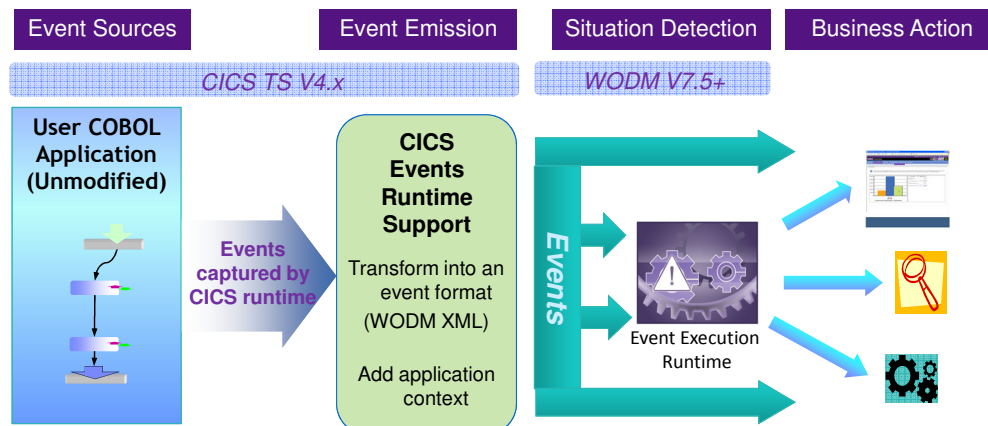 Event Sources
Event Emission
Situation Detection
Business Action
CICS TS V4.x
WODM V7.5+
User COBOL
Application
(Unmodified)
Events
captured by
CICS runtime
CICS
Events
Runtime
Support
Transform into an
event format
(WODM XML)
Add application
context
Events
Event Execution
Runtime